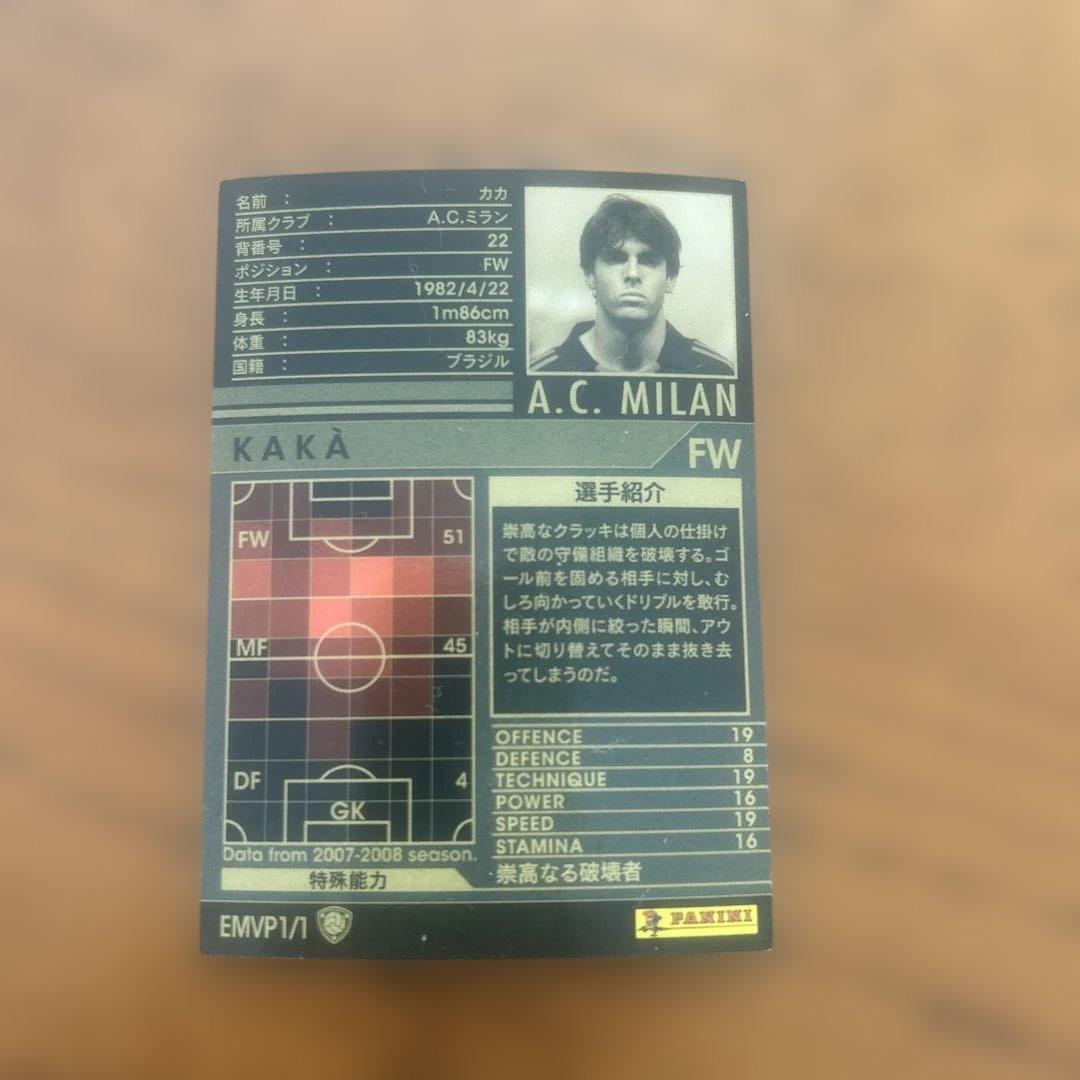 名前 : カカ
所属クラブ : A.C.ミラン
背番号 : 22
ポジション : FW
生年月日 : 1982/4/22
身長 : 1m86cm
体重 : 83kg
国籍 : ブラジル
A.C. MILAN
KAKÀ
FW
FW 51
MF 45
DF 4
GK
Data from 2007-2008 season.
選手紹介
崇高なクラッキは個人の仕掛け
で敵の守備組織を破壊する。ゴ
ール前を固める相手に対し、む
しろ向かっていくドリブルを敢行。
相手が内側に絞った瞬間、アウ
トに切り替えてそのまま抜き去
ってしまうのだ。
OFFENCE 19
DEFENCE 8
TECHNIQUE 19
POWER 16
SPEED 19
STAMINA 16
特殊能力 崇高なる破壊者
EMVP1/1
PANINI